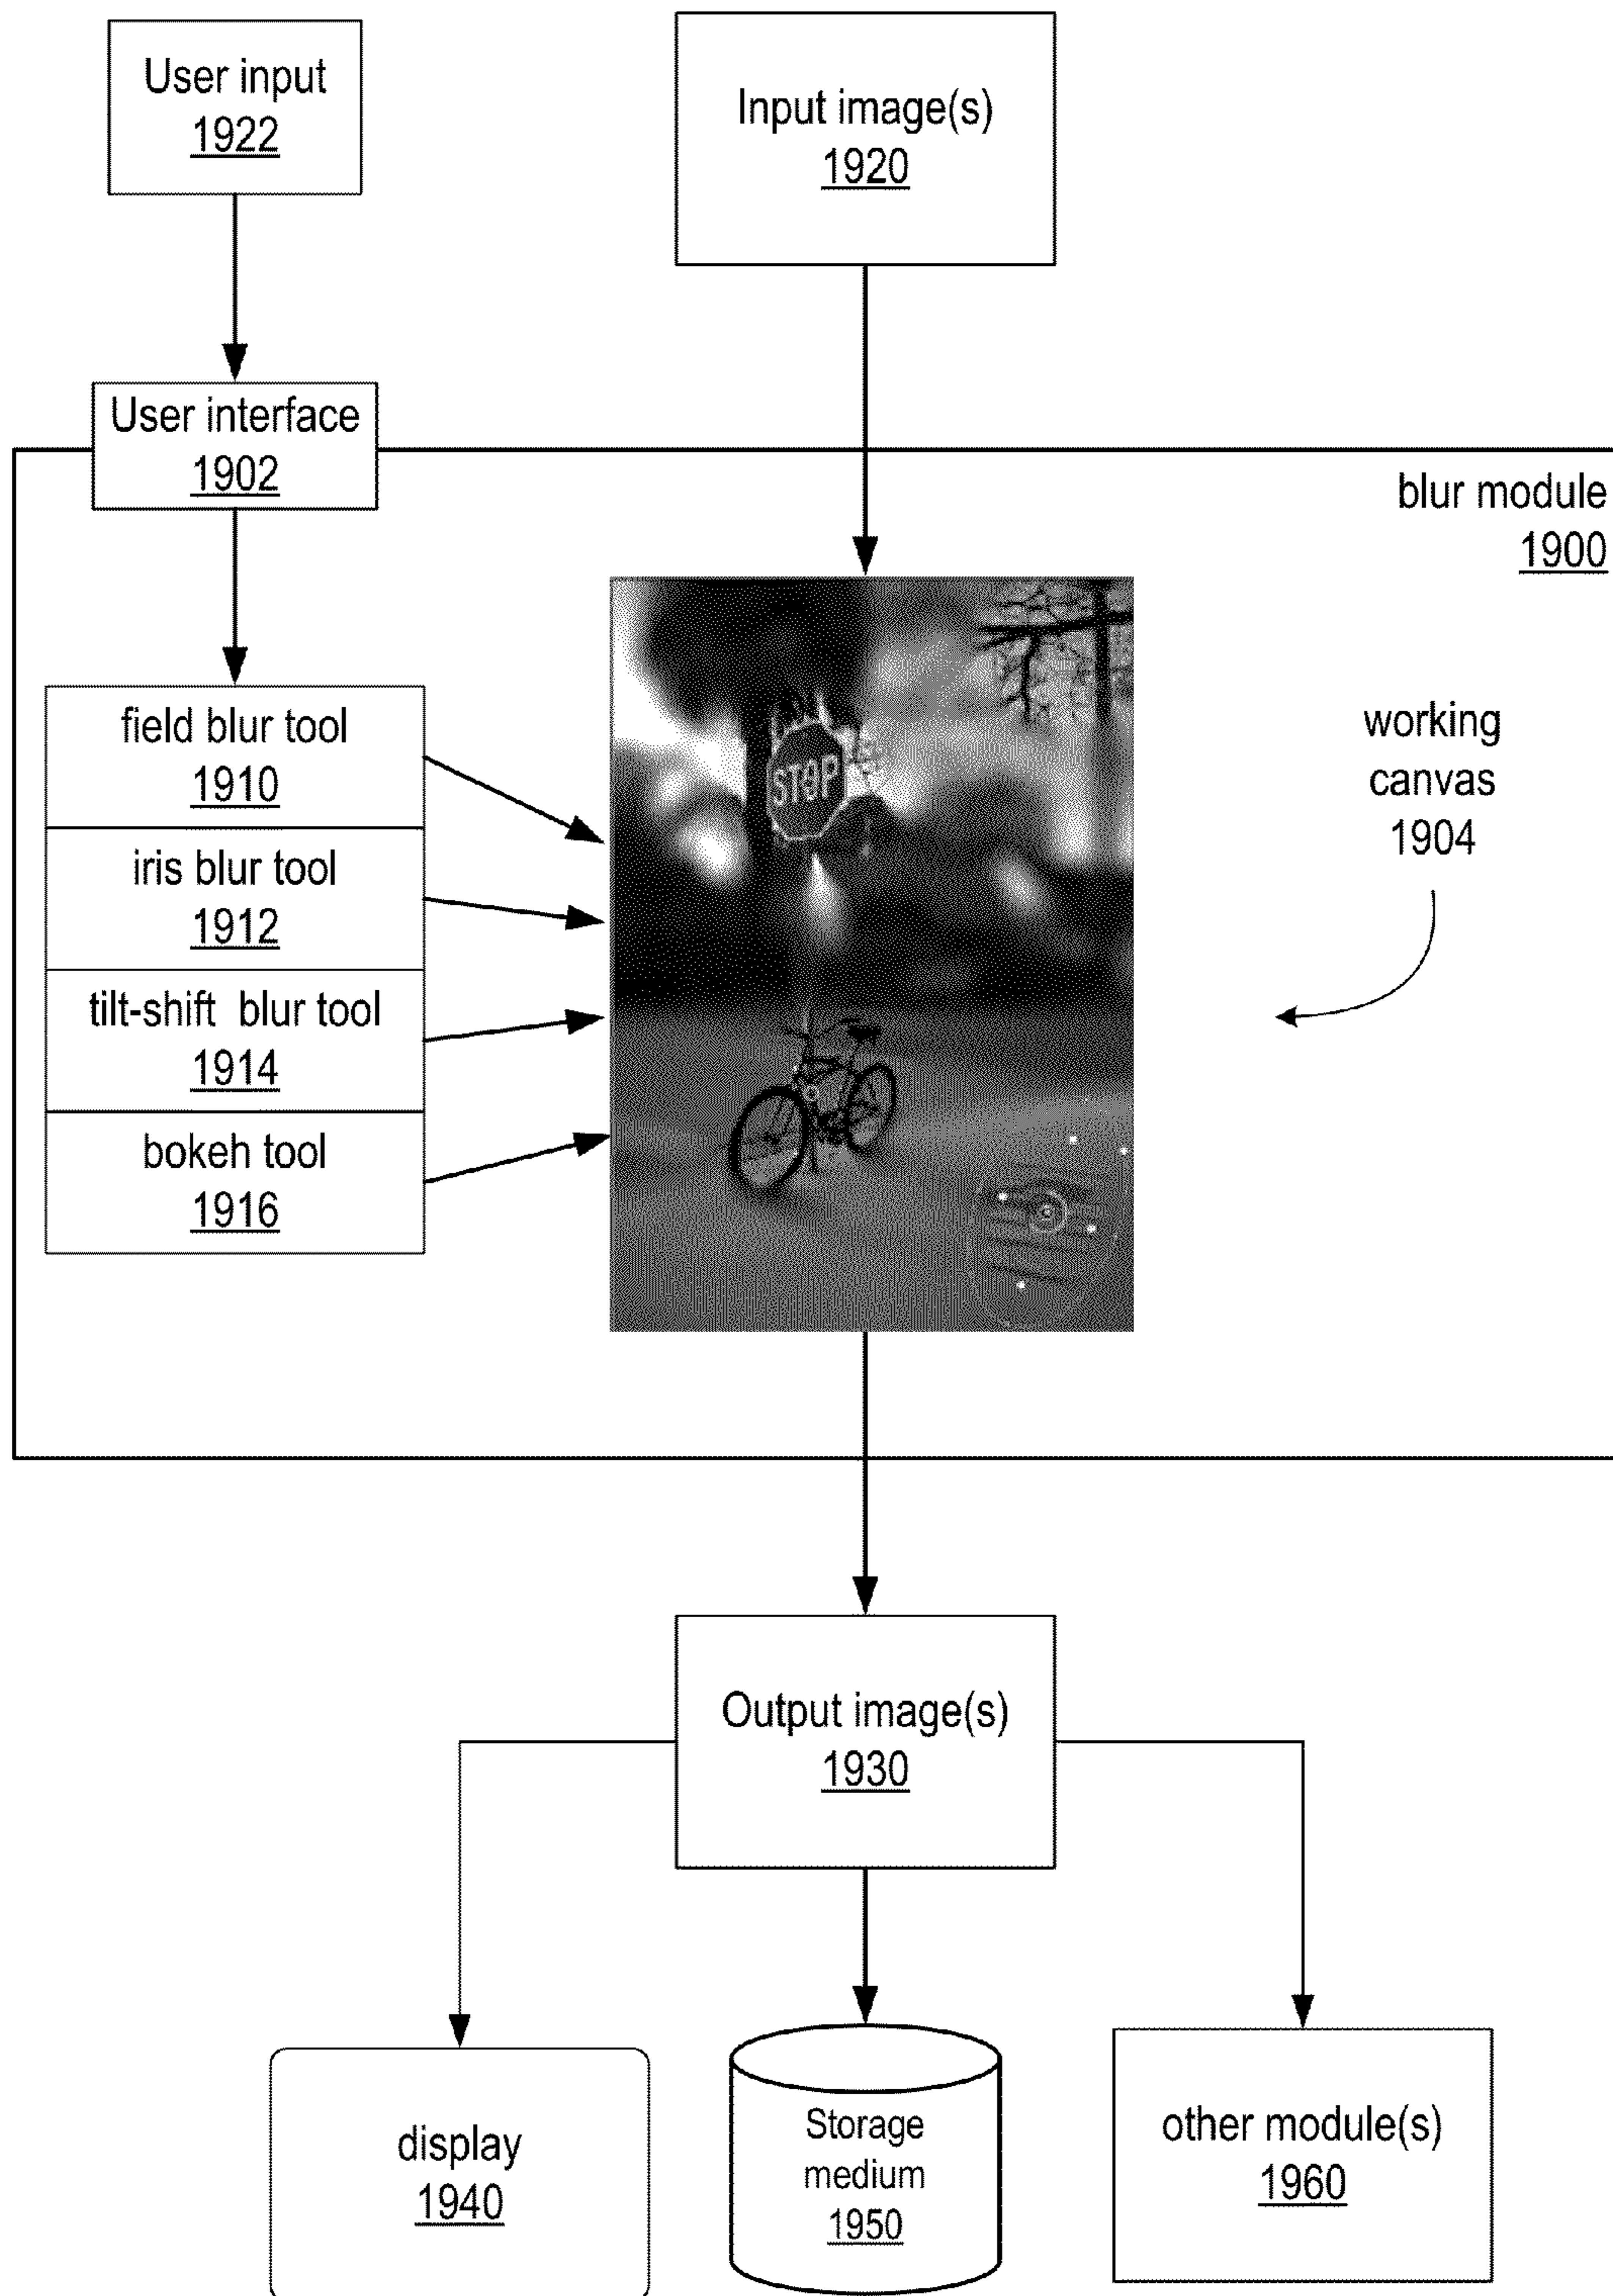 User input
1922
Input image(s)
1920
User interface
1902
blur module
1900
field blur tool
1910
iris blur tool
1912
tilt-shift blur tool
1914
bokeh tool
1916
STOP
working
canvas
1904
Output image(s)
1930
display
1940
Storage
medium
1950
other module(s)
1960